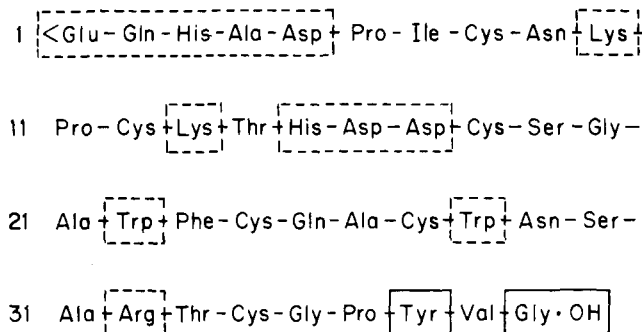 1 <Glu-Gln-His-Ala-Asp-Pro-Ile-Cys-Asn-Lys-
11 Pro-Cys-Lys-Thr-His-Asp-Asp-Cys-Ser-Gly-
21 Ala-Trp-Phe-Cys-Gln-Ala-Cys-Trp-Asn-Ser-
31 Ala-Arg-Thr-Cys-Gly-Pro-Tyr-Val-Gly·OH